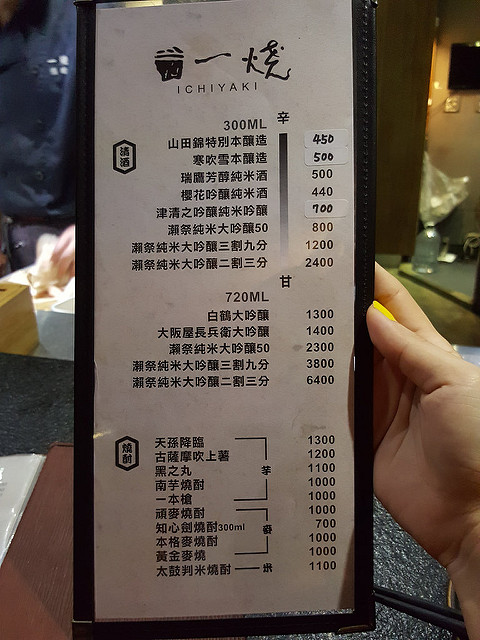 一燒
ICHIYAKI
清酒
300ML 辛
山田錦特別本釀造 450
寒吹雪本釀造 500
瑞鷹芳醇純米酒 500
櫻花吟釀純米酒 440
津清之吟釀純米吟釀 700
瀨祭純米大吟釀50 800
瀨祭純米大吟釀三割九分 1200
瀨祭純米大吟釀二割三分 2400
甘
720ML
白鶴大吟釀 1300
大阪屋長兵衛大吟釀 1400
瀨祭純米大吟釀50 2300
瀨祭純米大吟釀三割九分 3800
瀨祭純米大吟釀二割三分 6400
燒酎
天孫降臨 1300
古薩摩吹上薯 1200
黑之丸 芋 1100
南芋燒酎 1000
一本槍 1000
頑麥燒酎 1000
知心劍燒酎300ml 麥 700
本格麥燒酎 1000
黃金麥燒 1000
太鼓判米燒酎 米 1100